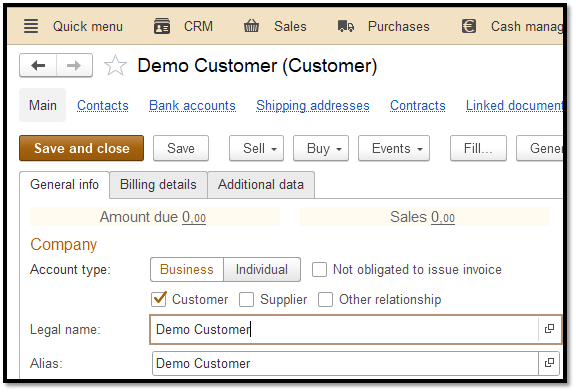 Quick menu CRM Sales Purchases Cash manag
Demo Customer (Customer)
Main Contacts Bank accounts Shipping addresses Contracts Linked document
Save and close Save Sell Buy Events Fill... Gener
General info Billing details Additional data
Amount due 0,00 Sales 0,00
Company
Account type: Business Individual Not obligated to issue invoice
Customer Supplier Other relationship
Legal name: Demo Customer
Alias: Demo Customer